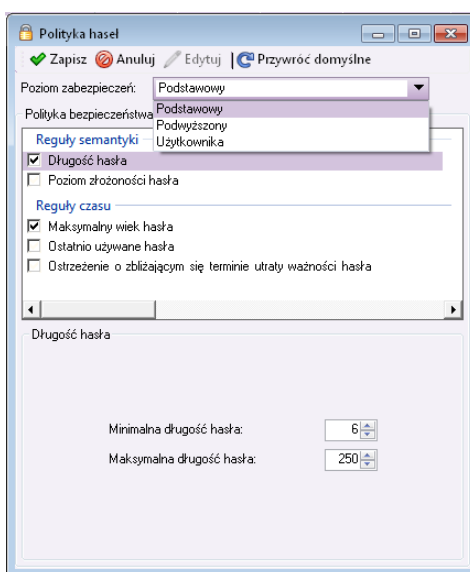 Polityka haseł
Zapisz Anuluj Edytuj Przywróć domyślne
Poziom zabezpieczeń: Podstawowy
Podstawowy
Podwyższony
Użytkownika
Polityka bezpieczeństwa
Reguły semantyki
Długość hasła
Poziom złożoności hasła
Reguły czasu
Maksymalny wiek hasła
Ostatnio używane hasła
Ostrzeżenie o zbliżającym się terminie utraty ważności hasła
Długość hasła
Minimalna długość hasła: 6
Maksymalna długość hasła: 250